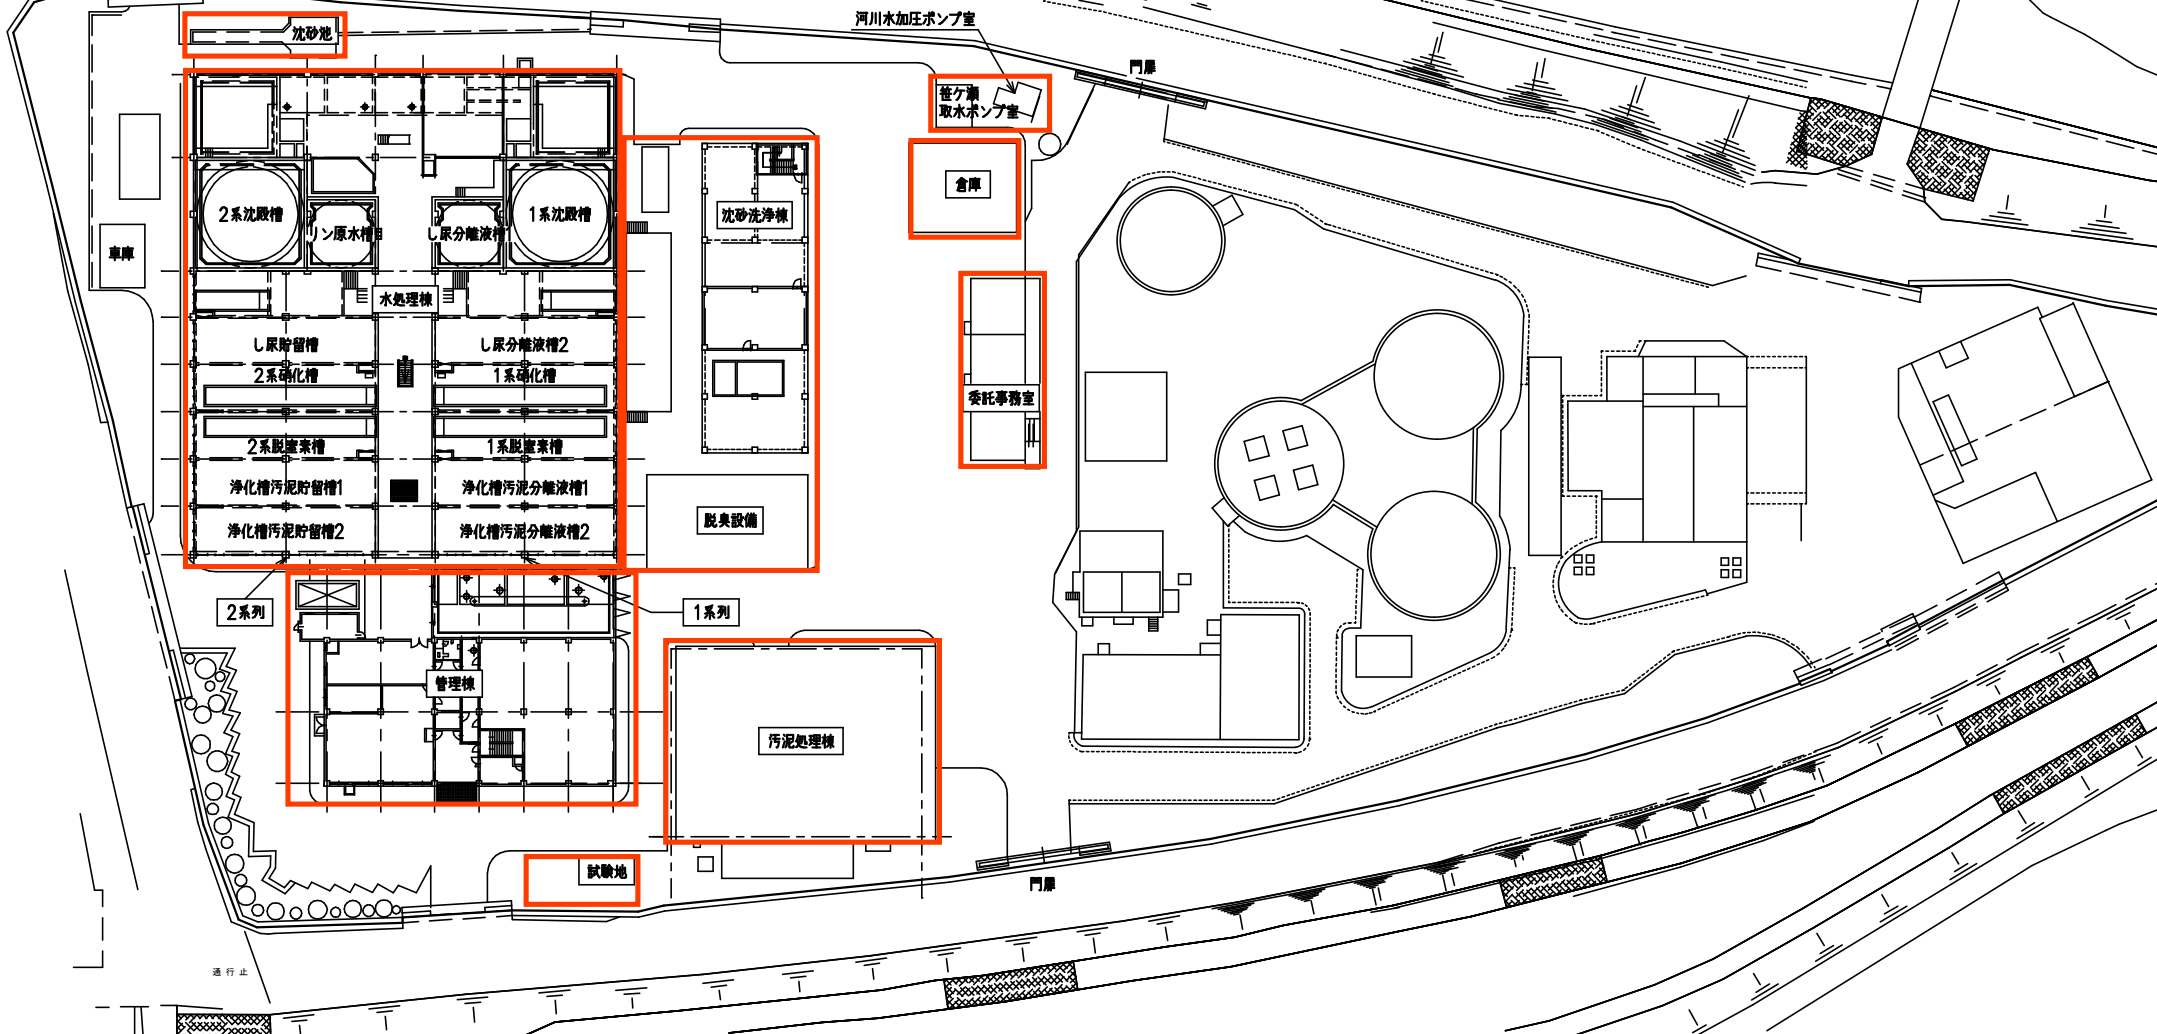 河川水加圧ポンプ室
沈砂池
門扉
笹ケ瀬
取水ポンプ室
倉庫
2系沈殿槽
1系沈殿槽
沈砂洗浄棟
リン原水槽
し尿分離液槽1
車庫
水処理棟
し尿貯留槽
し尿分離液槽2
2系硝化槽
1系硝化槽
委託事務室
2系脱窒素槽
1系脱窒素槽
浄化槽汚泥貯留槽1
浄化槽汚泥分離液槽1
脱臭設備
浄化槽汚泥貯留槽2
浄化槽汚泥分離液槽2
2系列
1系列
管理棟
汚泥処理棟
試験地
門扉
通行止